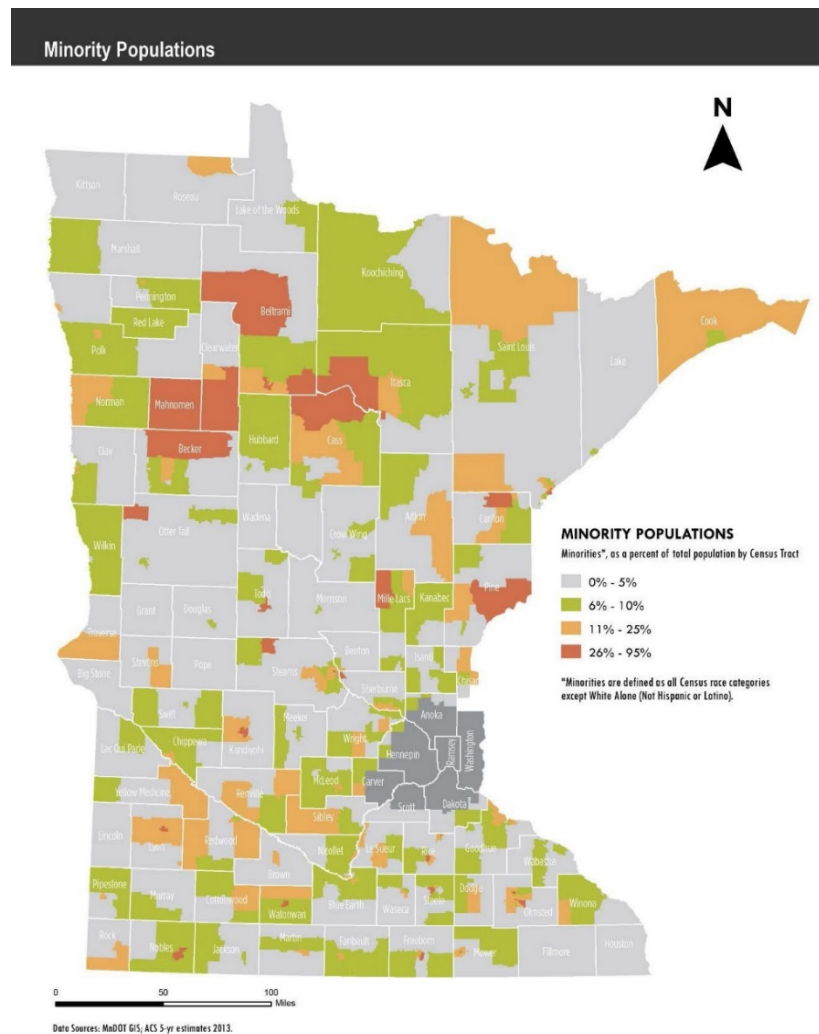 Minority Populations
N
Kittson
Roseau
Lake of the Woods
Marshall
Koochiching
Pennington
Beltrami
Red Lake
Cook
Polk
Clearwater
Saint Louis
Lake
Itasca
Norman
Mahnomen
Hubbard
Cass
Clay
Becker
Aitkin
Carlton
Wadena
Otter Tail
Crow Wing
Wilkin
Pine
Todd
Mille Lacs
Kanabec
Morrison
Grant
Douglas
Traverse
Benton
Isanti
Stevens
Pope
Stearns
Big Stone
Sherburne
Chisago
Anoka
Swift
Meeker
Wright
Hennepin
Ramsey
Washington
Lac Qui Parle
Chippewa
Kandiyohi
McLeod
Carver
Yellow Medicine
Renville
Scott
Dakota
Sibley
Lincoln
Lyon
Redwood
Nicollet
Le Sueur
Rice
Goodhue
Wabasha
Brown
Pipestone
Murray
Cottonwood
Watonwan
Blue Earth
Waseca
Steele
Dodge
Olmsted
Winona
Rock
Nobles
Jackson
Martin
Faribault
Freeborn
Mower
Fillmore
Houston
MINORITY POPULATIONS
Minorities*, as a percent of total population by Census Tract
0% - 5%
6% - 10%
11% - 25%
26% - 95%
*Minorities are defined as all Census race categories
except White Alone (Not Hispanic or Latino).
0 50 100
Miles
Data Sources: MnDOT GIS; ACS 5-yr estimates 2013.